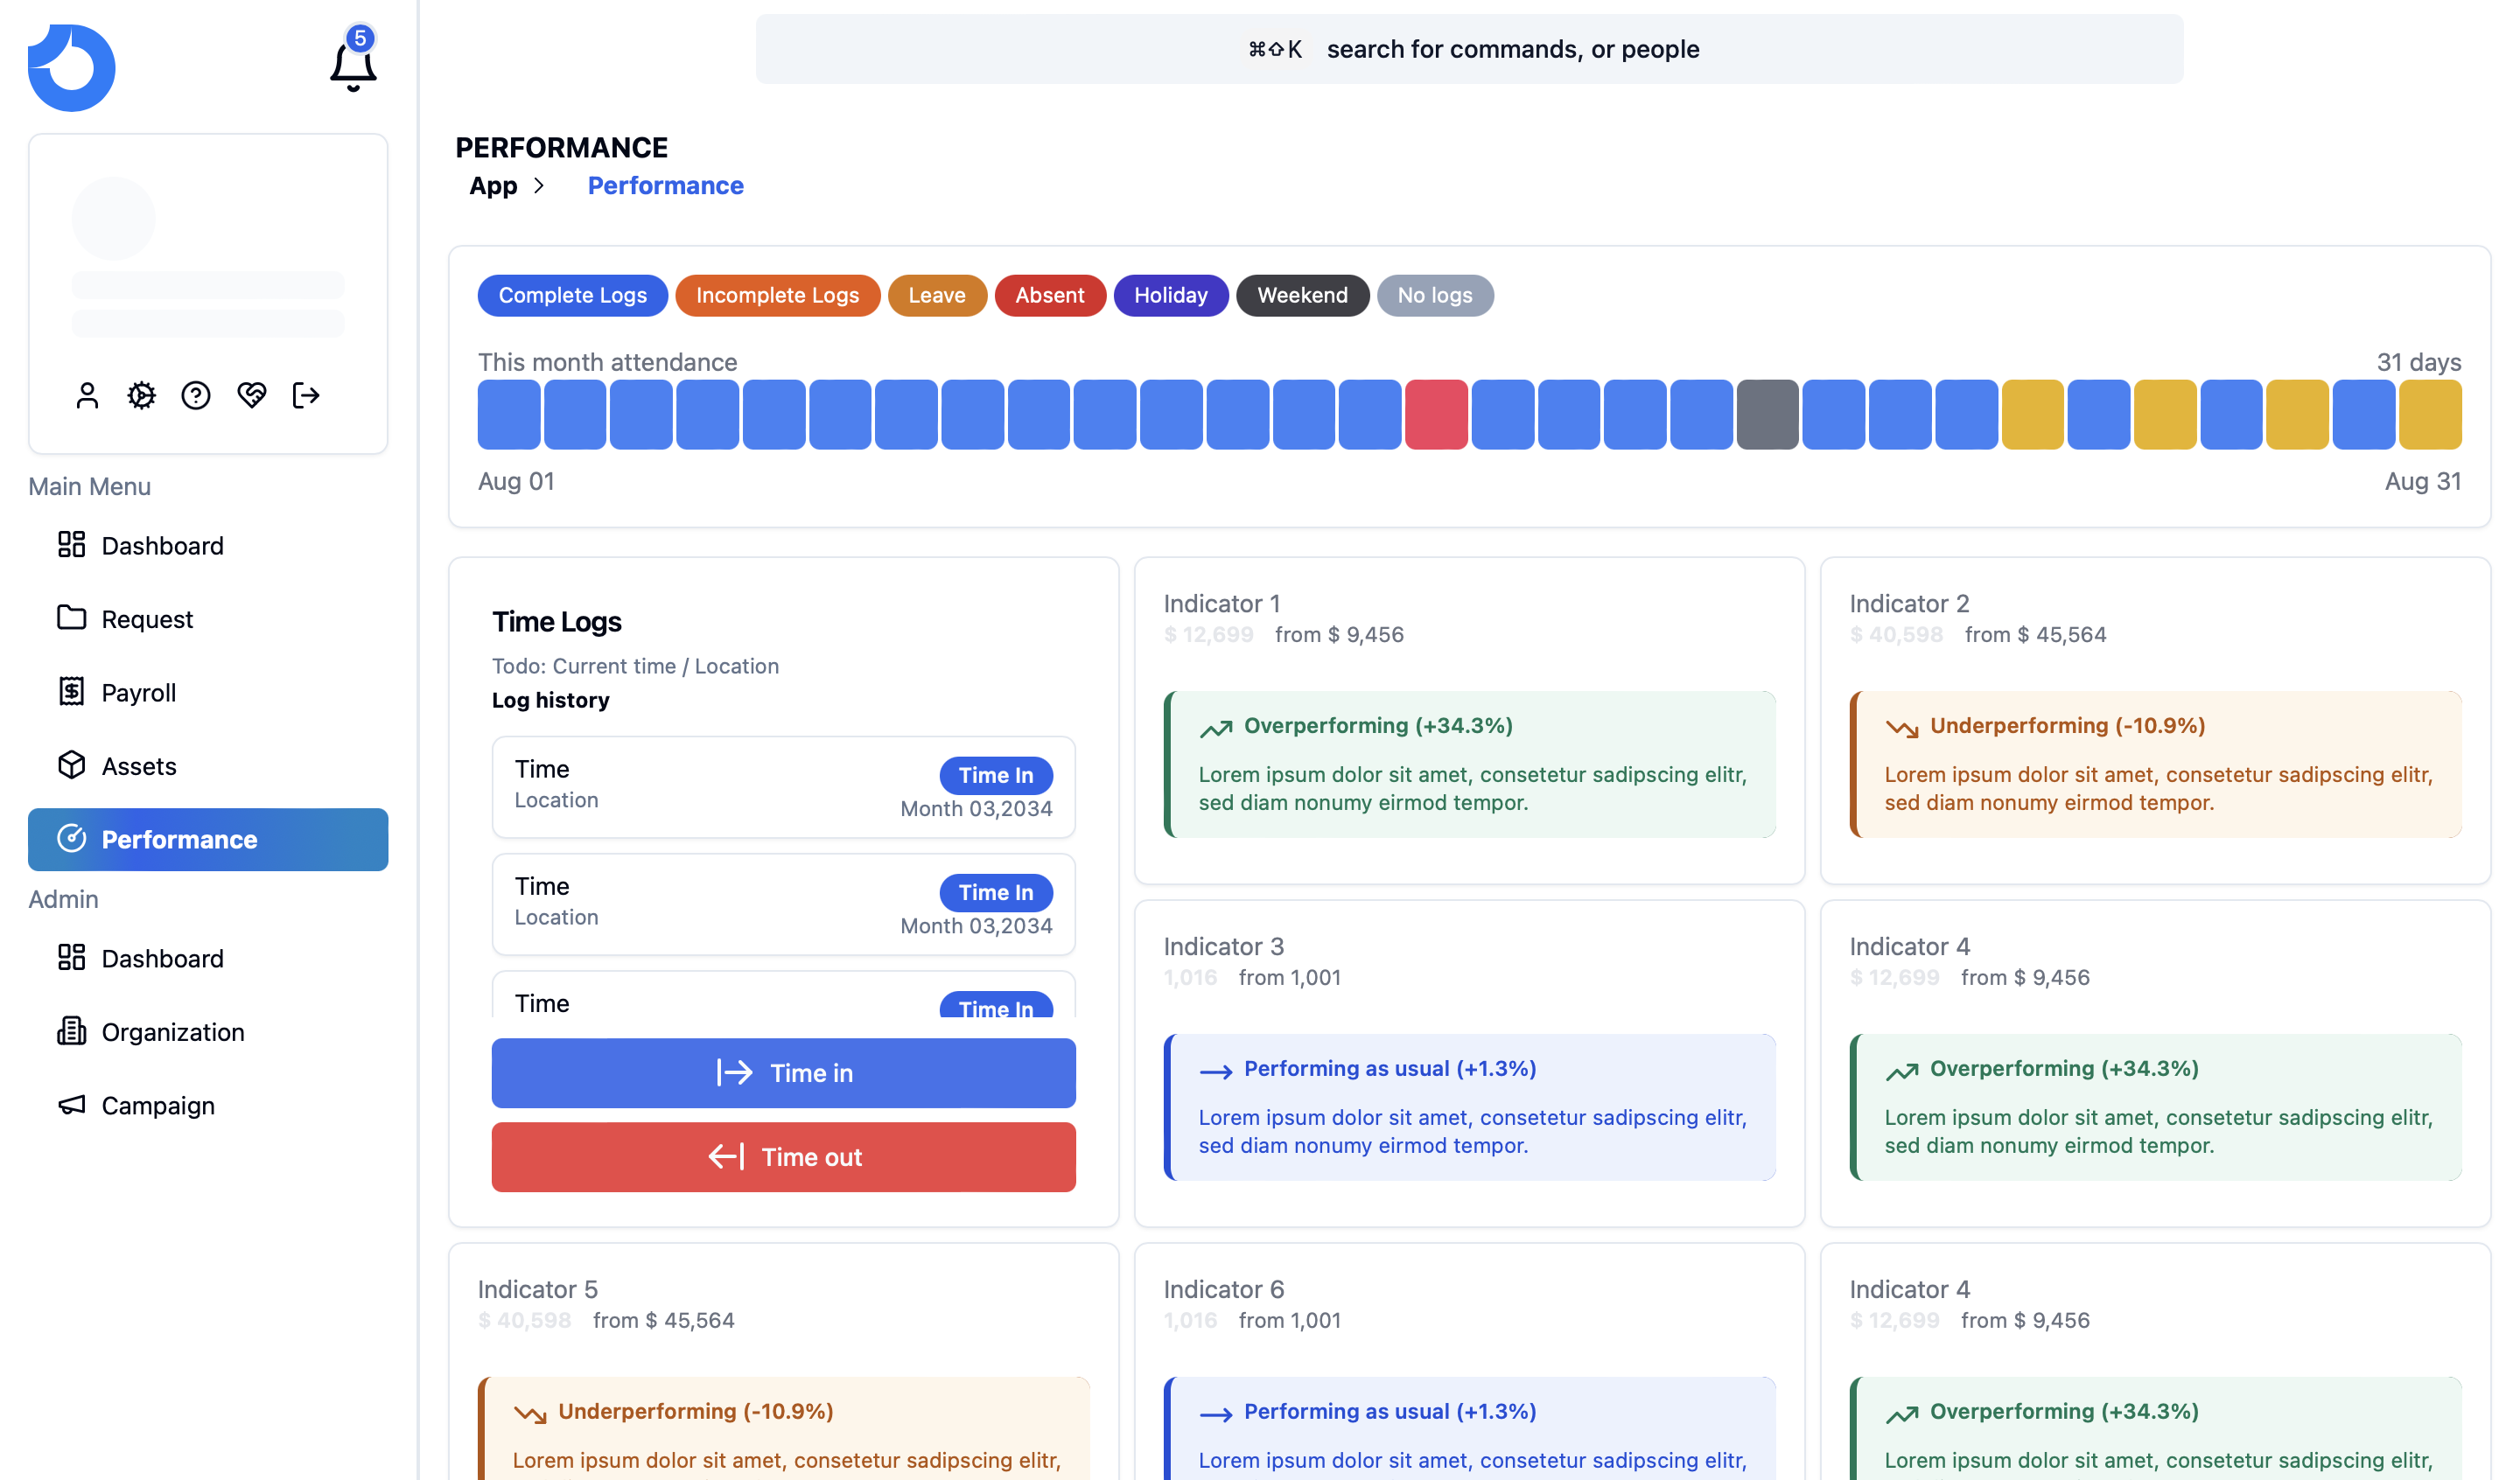 5
⌘⇧K search for commands, or people
PERFORMANCE
App > Performance
Complete Logs Incomplete Logs Leave Absent Holiday Weekend No logs
This month attendance 31 days
Aug 01 Aug 31
Main Menu
Dashboard
Request
Payroll
Assets
Performance
Admin
Dashboard
Organization
Campaign
Time Logs
Todo: Current time / Location
Log history
Time Time In
Location Month 03,2034
Time Time In
Location Month 03,2034
Time Time In
Time in
Time out
Indicator 1
$ 12,699 from $ 9,456
Overperforming (+34.3%)
Lorem ipsum dolor sit amet, consetetur sadipscing elitr,
sed diam nonumy eirmod tempor.
Indicator 2
$ 40,598 from $ 45,564
Underperforming (-10.9%)
Lorem ipsum dolor sit amet, consetetur sadipscing elitr,
sed diam nonumy eirmod tempor.
Indicator 3
1,016 from 1,001
Performing as usual (+1.3%)
Lorem ipsum dolor sit amet, consetetur sadipscing elitr,
sed diam nonumy eirmod tempor.
Indicator 4
$ 12,699 from $ 9,456
Overperforming (+34.3%)
Lorem ipsum dolor sit amet, consetetur sadipscing elitr,
sed diam nonumy eirmod tempor.
Indicator 5
$ 40,598 from $ 45,564
Underperforming (-10.9%)
Lorem ipsum dolor sit amet, consetetur sadipscing elitr,
Indicator 6
1,016 from 1,001
Performing as usual (+1.3%)
Lorem ipsum dolor sit amet, consetetur sadipscing elitr,
Indicator 4
$ 12,699 from $ 9,456
Overperforming (+34.3%)
Lorem ipsum dolor sit amet, consetetur sadipscing elitr,